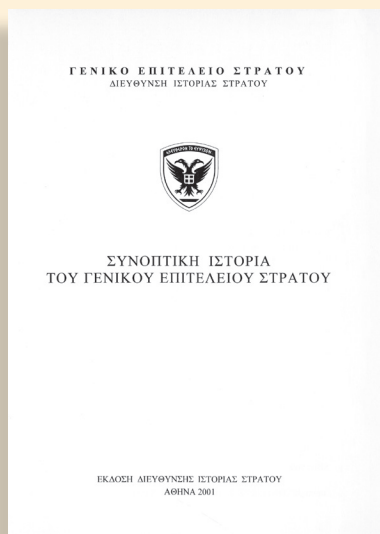 ΓΕΝΙΚΟ ΕΠΙΤΕΛΕΙΟ ΣΤΡΑΤΟΥ
ΔΙΕΥΘΥΝΣΗ ΙΣΤΟΡΙΑΣ ΣΤΡΑΤΟΥ
ΣΥΝΟΠΤΙΚΗ ΙΣΤΟΡΙΑ
ΤΟΥ ΓΕΝΙΚΟΥ ΕΠΙΤΕΛΕΙΟΥ ΣΤΡΑΤΟΥ
ΕΚΔΟΣΗ ΔΙΕΥΘΥΝΣΗΣ ΙΣΤΟΡΙΑΣ ΣΤΡΑΤΟΥ
ΑΘΗΝΑ 2001